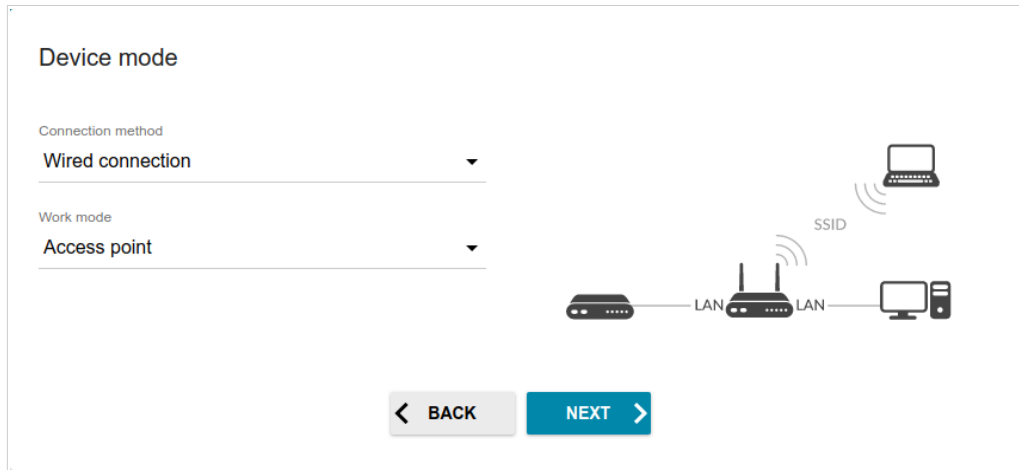 Device mode
Connection method
Wired connection
Work mode
Access point
SSID
LAN LAN
BACK NEXT